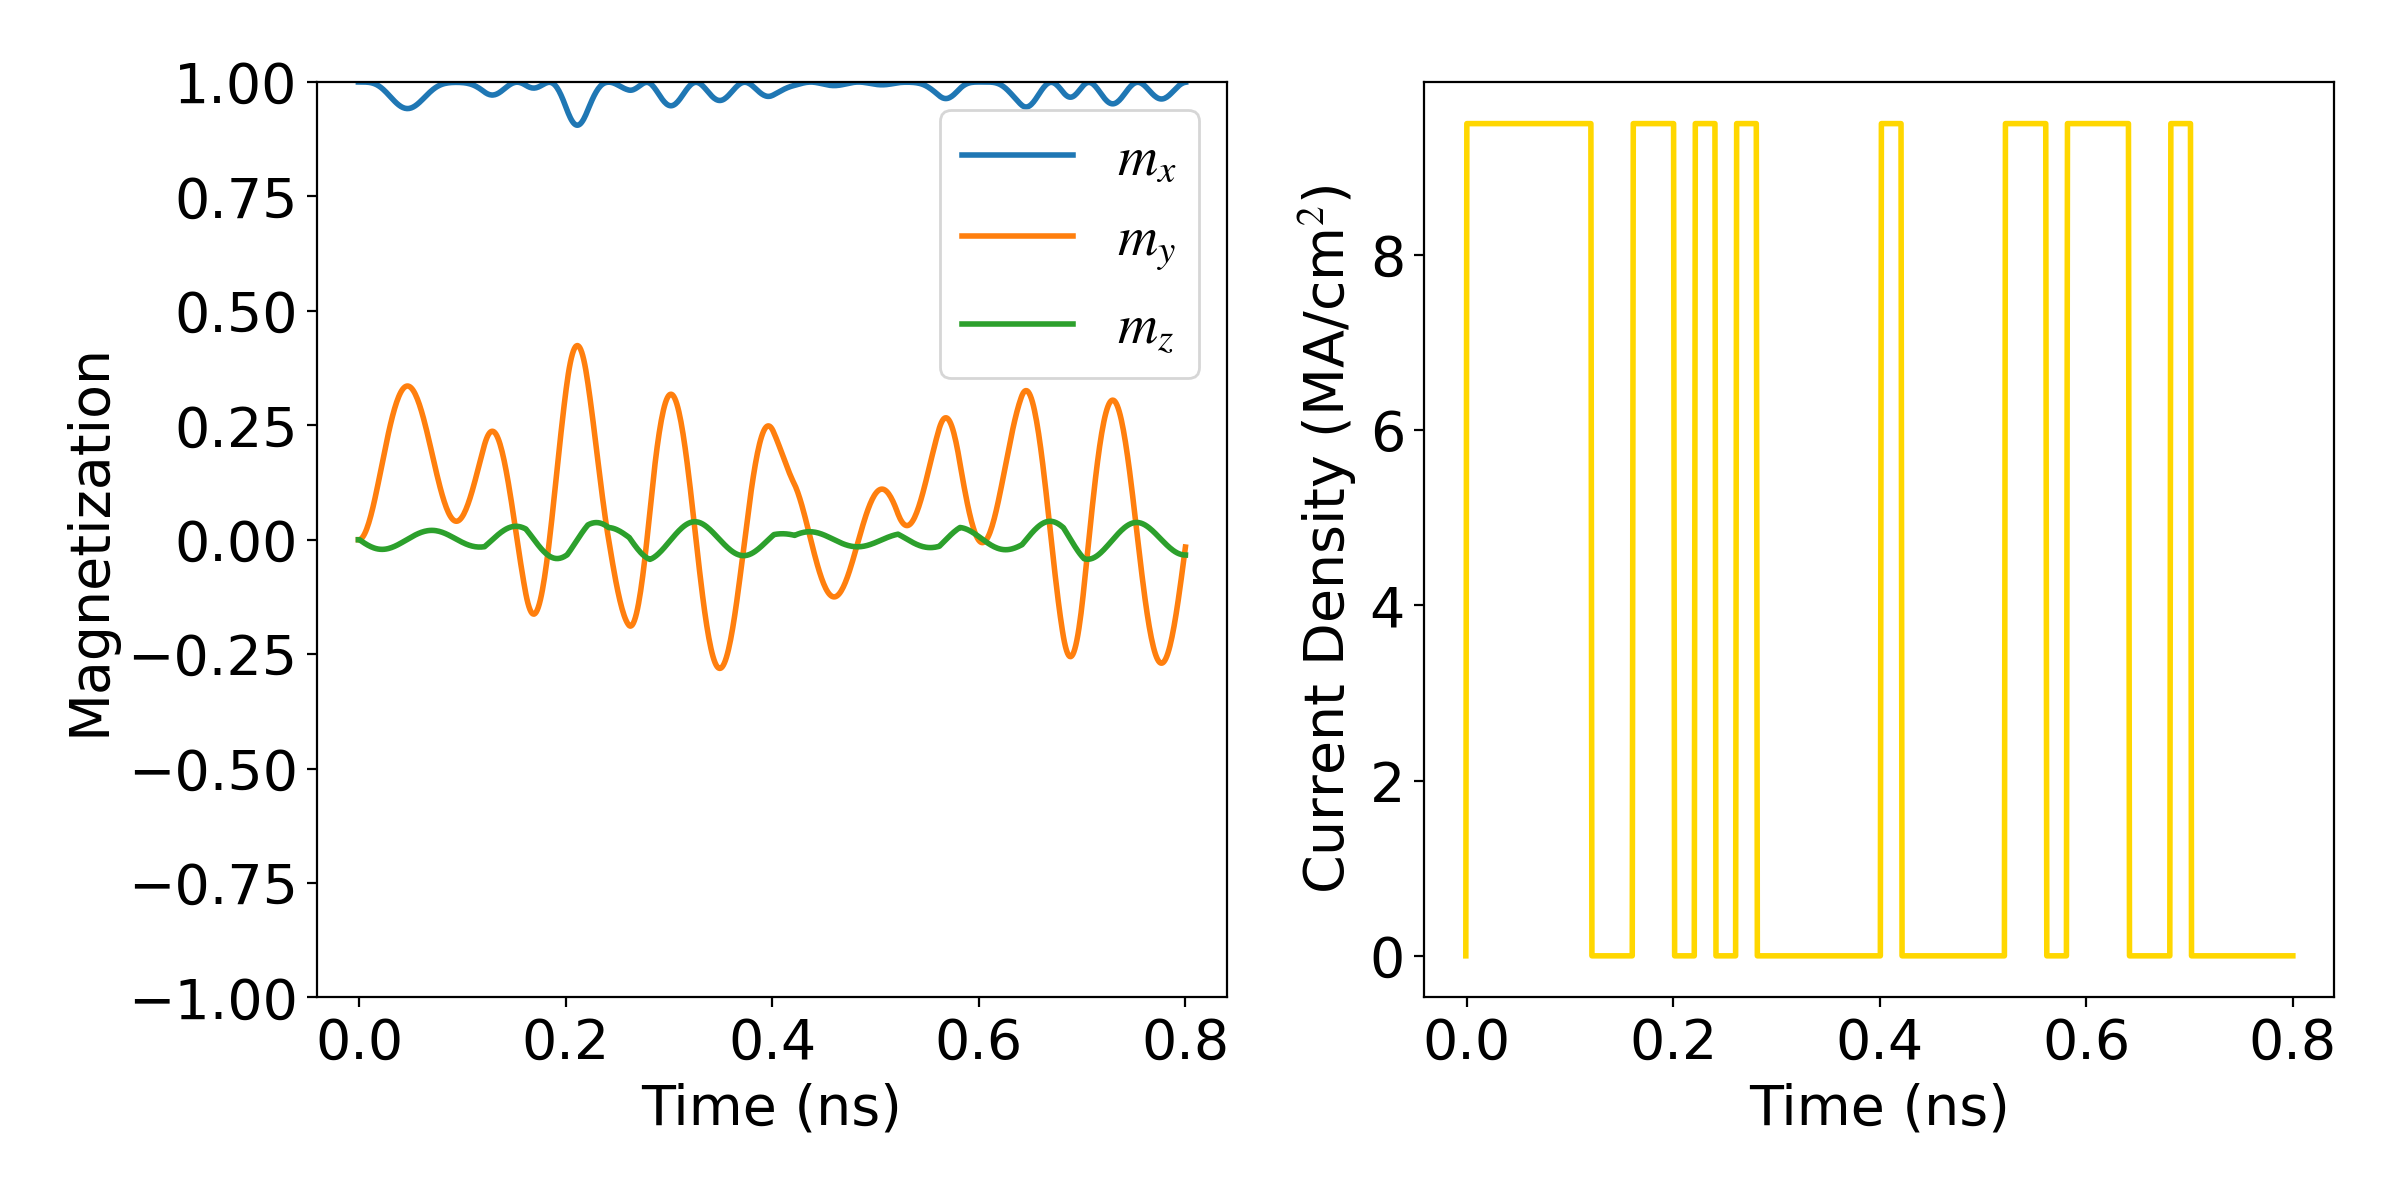 Magnetization
1.00
0.75
0.50
0.25
0.00
−0.25
−0.50
−0.75
−1.00
0.0 0.2 0.4 0.6 0.8
Time (ns)
m_x
m_y
m_z
Current Density (MA/cm²)
8
6
4
2
0
0.0 0.2 0.4 0.6 0.8
Time (ns)